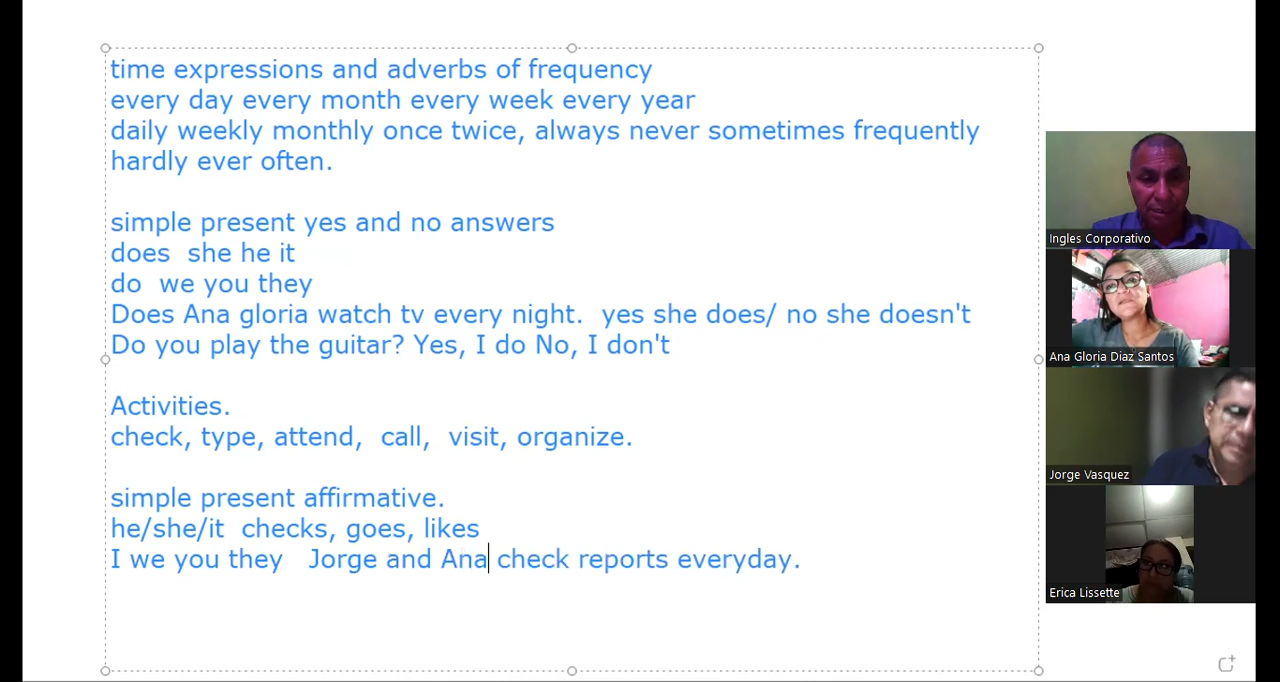 time expressions and adverbs of frequency
every day every month every week every year
daily weekly monthly once twice, always never sometimes frequently
hardly ever often.
simple present yes and no answers
does  she he it
do  we you they
Does Ana gloria watch tv every night.  yes she does/ no she doesn't
Do you play the guitar? Yes, I do No, I don't
Activities.
check, type, attend,  call,  visit, organize.
simple present affirmative.
he/she/it  checks, goes, likes
I we you they   Jorge and Ana check reports everyday.
Ingles Corporativo
Ana Gloria Diaz Santos
Jorge Vasquez
Erica Lissette